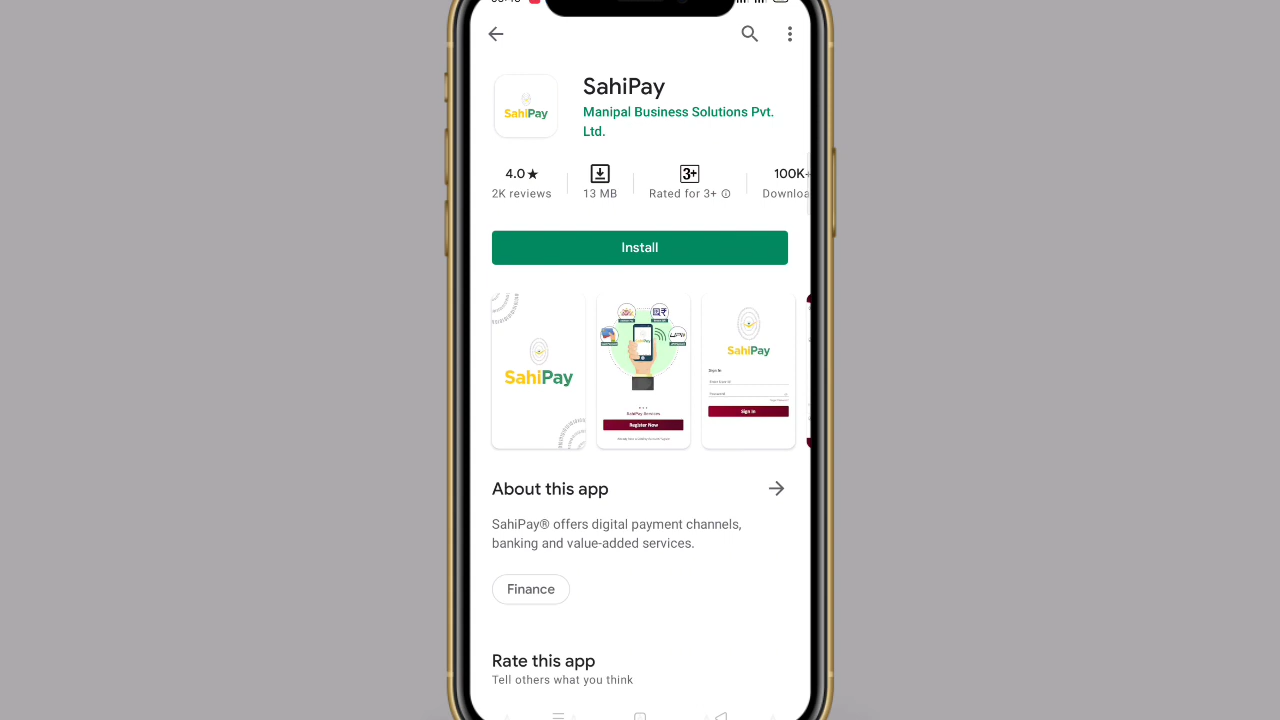 SahiPay
SahiPay
Manipal Business Solutions Pvt.
Ltd.
4.0★
3+
100K+
2K reviews
13 MB
Rated for 3+
Install
SahiPay
SahiPay
SahiPay Services
Register Now
SahiPay
Sign In
Sign In
About this app
SahiPay® offers digital payment channels,
banking and value-added services.
Finance
Rate this app
Tell others what you think